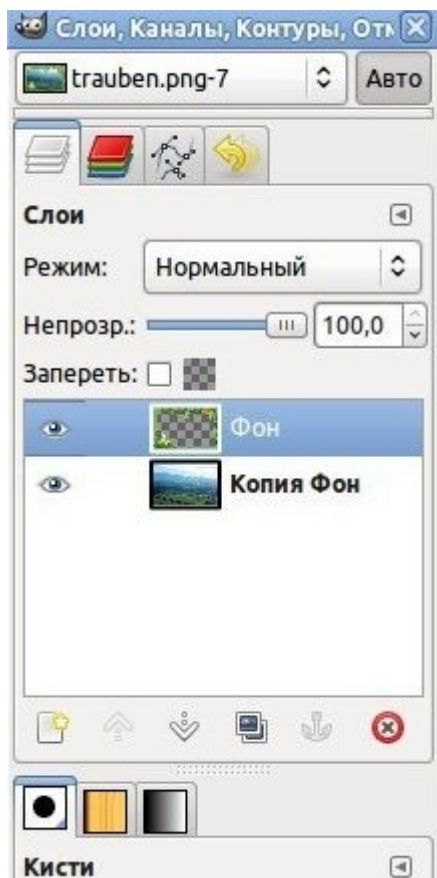 Слои, Каналы, Контуры, Отм
trauben.png-7 Авто
Слои
Режим: Нормальный
Непрозр.: 100,0
Запереть:
Фон
Копия Фон
Кисти